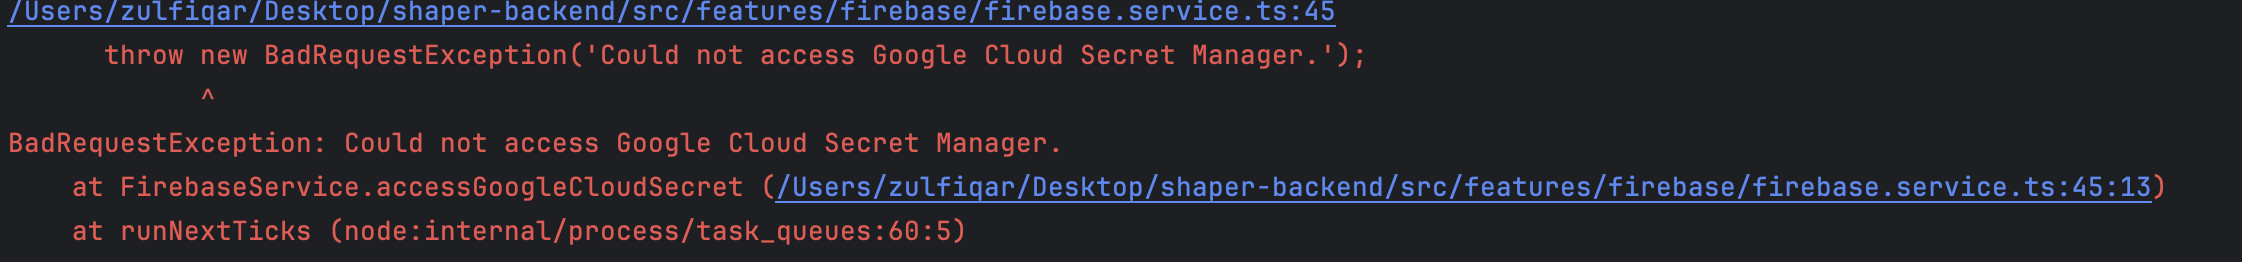 /Users/zulfiqar/Desktop/shaper-backend/src/features/firebase/firebase.service.ts:45
throw new BadRequestException('Could not access Google Cloud Secret Manager.');
^
BadRequestException: Could not access Google Cloud Secret Manager.
at FirebaseService.accessGoogleCloudSecret (/Users/zulfiqar/Desktop/shaper-backend/src/features/firebase/firebase.service.ts:45:13)
at runNextTicks (node:internal/process/task_queues:60:5)